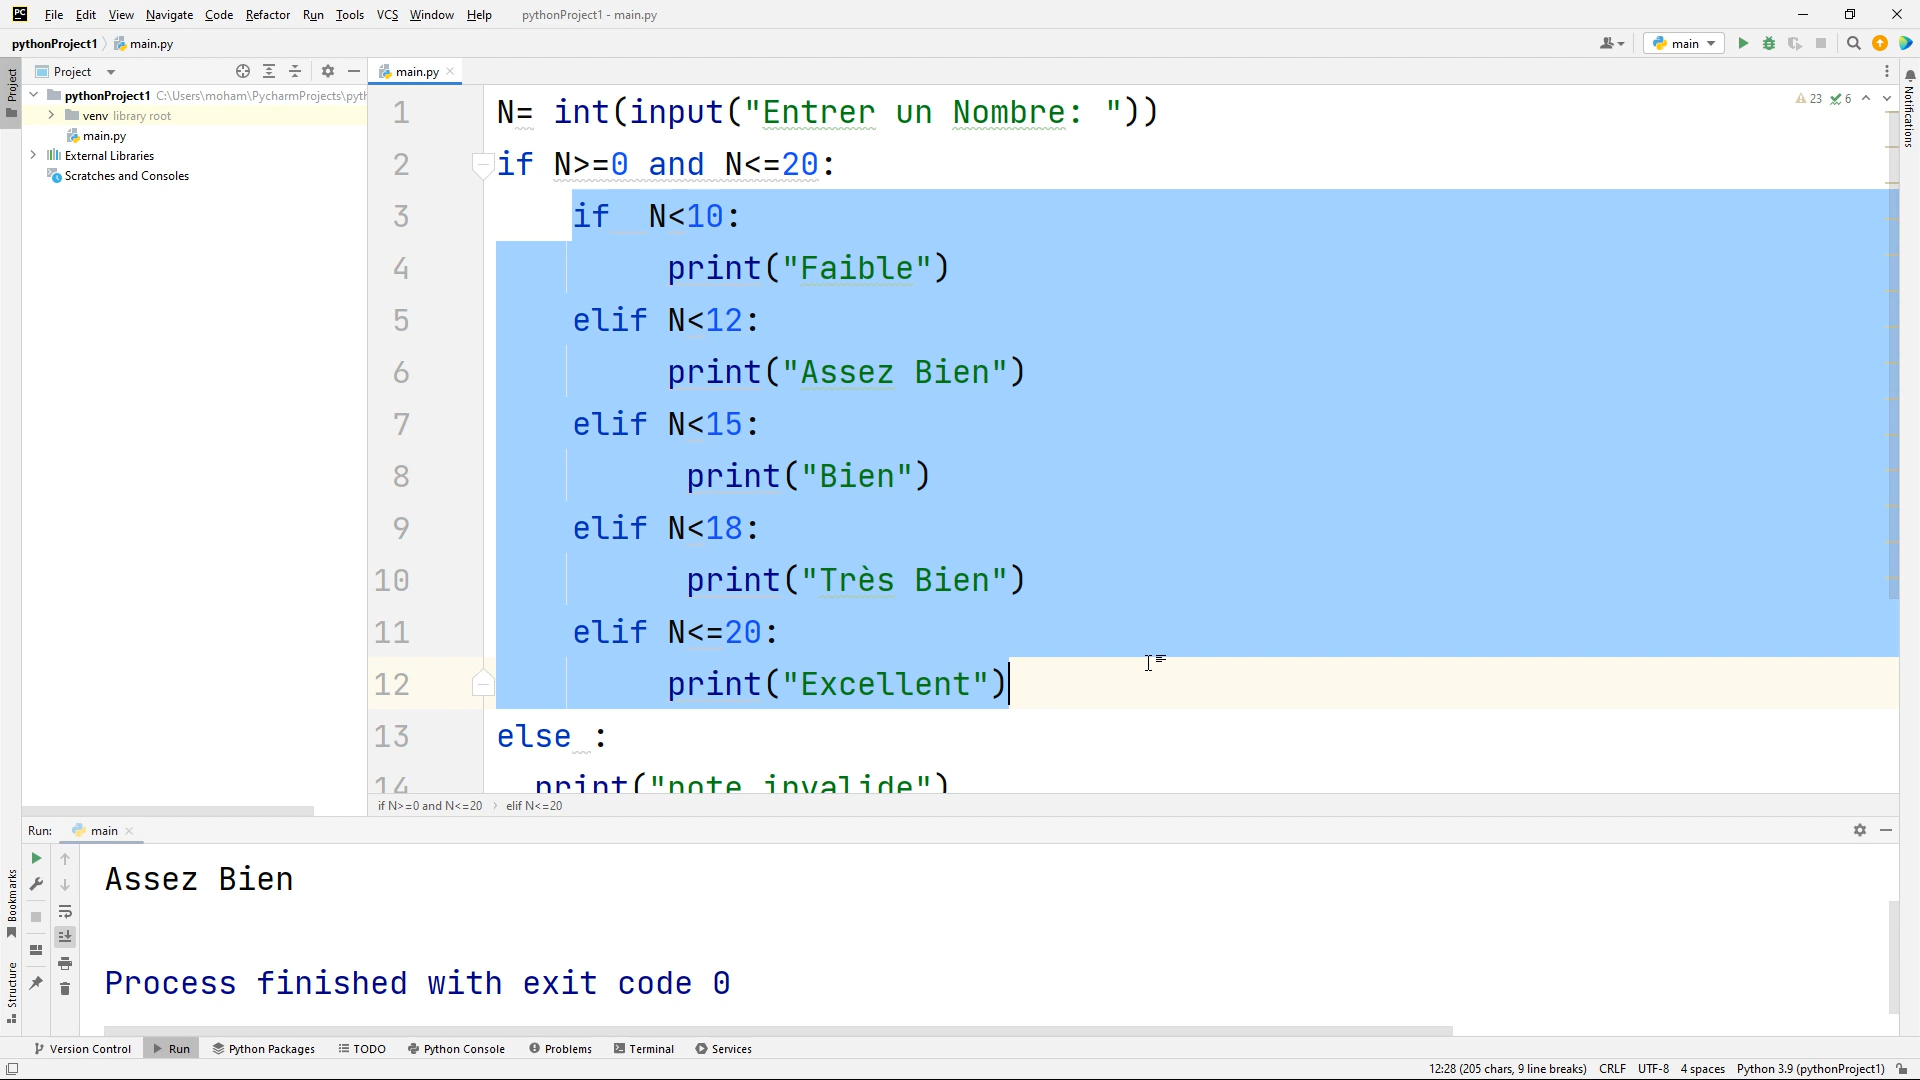 PC File Edit View Navigate Code Refactor Run Tools VCS Window Help pythonProject1 - main.py
pythonProject1 main.py main
Project main.py
pythonProject1 C:\Users\moham\PycharmProjects\pyth
venv library root
main.py
External Libraries
Scratches and Consoles
Project
Bookmarks
Structure
Notifications
23 6
1 N= int(input("Entrer un Nombre: "))
2 if N>=0 and N<=20:
3 if N<10:
4 print("Faible")
5 elif N<12:
6 print("Assez Bien")
7 elif N<15:
8 print("Bien")
9 elif N<18:
10 print("Très Bien")
11 elif N<=20:
12 print("Excellent")
13 else :
14 print("note invalide")
if N>=0 and N<=20 elif N<=20
Run: main
Assez Bien
Process finished with exit code 0
Version Control Run Python Packages TODO Python Console Problems Terminal Services
12:28 (205 chars, 9 line breaks) CRLF UTF-8 4 spaces Python 3.9 (pythonProject1)